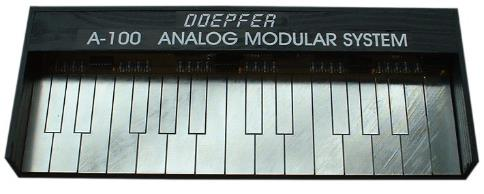 DOEPFER
A-100 ANALOG MODULAR SYSTEM